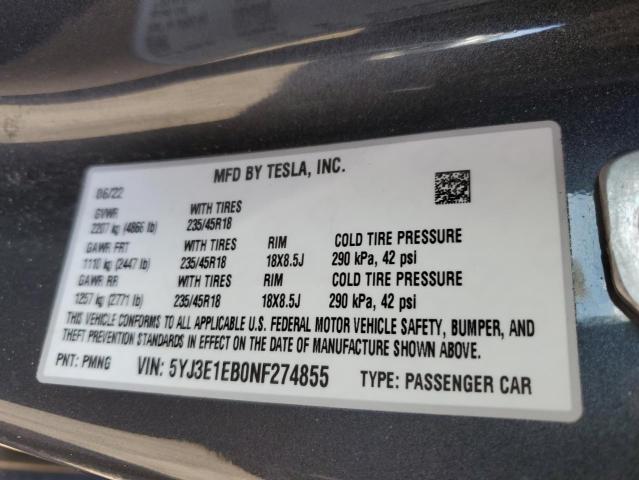 MFD BY TESLA, INC.
06/22
GVWR WITH TIRES
2207 kg (4866 lb) 235/45R18
GAWR FRT WITH TIRES RIM COLD TIRE PRESSURE
1110 kg (2447 lb) 235/45R18 18X8.5J 290 kPa, 42 psi
GAWR RR WITH TIRES RIM COLD TIRE PRESSURE
1257 kg (2771 lb) 235/45R18 18X8.5J 290 kPa, 42 psi
THIS VEHICLE CONFORMS TO ALL APPLICABLE U.S. FEDERAL MOTOR VEHICLE SAFETY, BUMPER, AND
THEFT PREVENTION STANDARDS IN EFFECT ON THE DATE OF MANUFACTURE SHOWN ABOVE.
PNT: PMNG VIN: 5YJ3E1EB0NF274855 TYPE: PASSENGER CAR